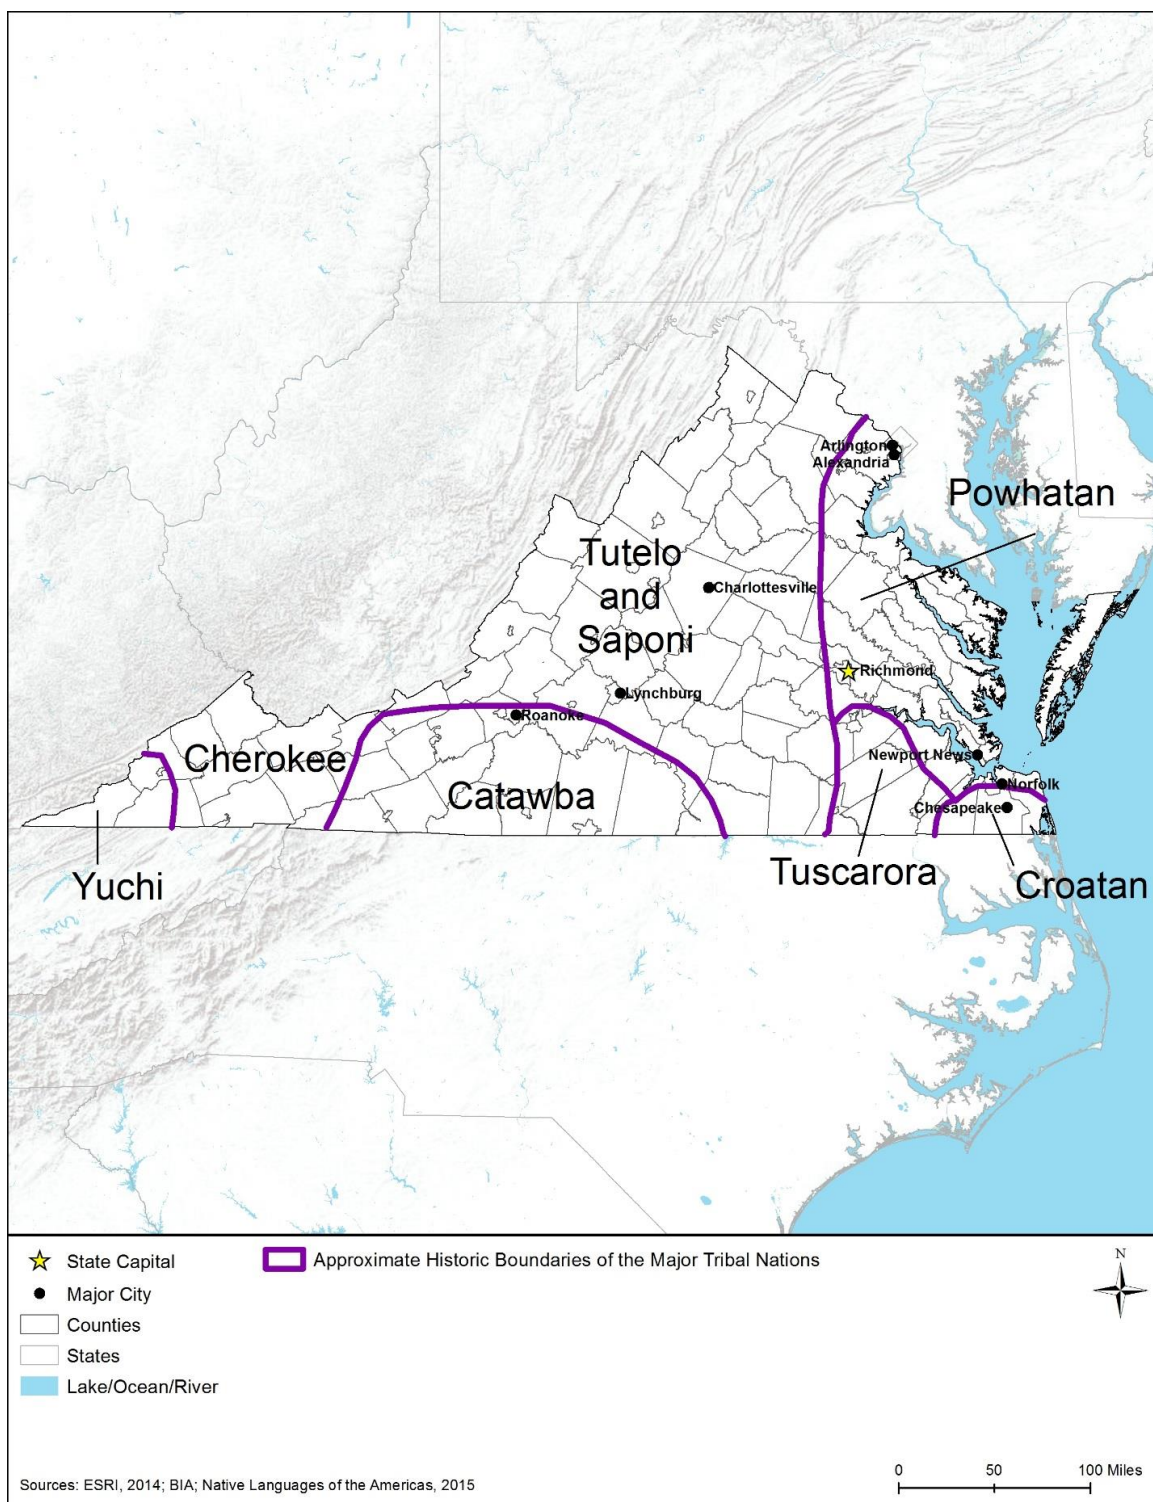 Arlington
Alexandria
Powhatan
Tutelo
and
Saponi
Charlottesville
Richmond
Lynchburg
Roanoke
Cherokee
Newport News
Catawba
Norfolk
Chesapeake
Yuchi
Tuscarora
Croatan
State Capital
Approximate Historic Boundaries of the Major Tribal Nations
N
Major City
Counties
States
Lake/Ocean/River
Sources: ESRI, 2014; BIA; Native Languages of the Americas, 2015
0 50 100 Miles